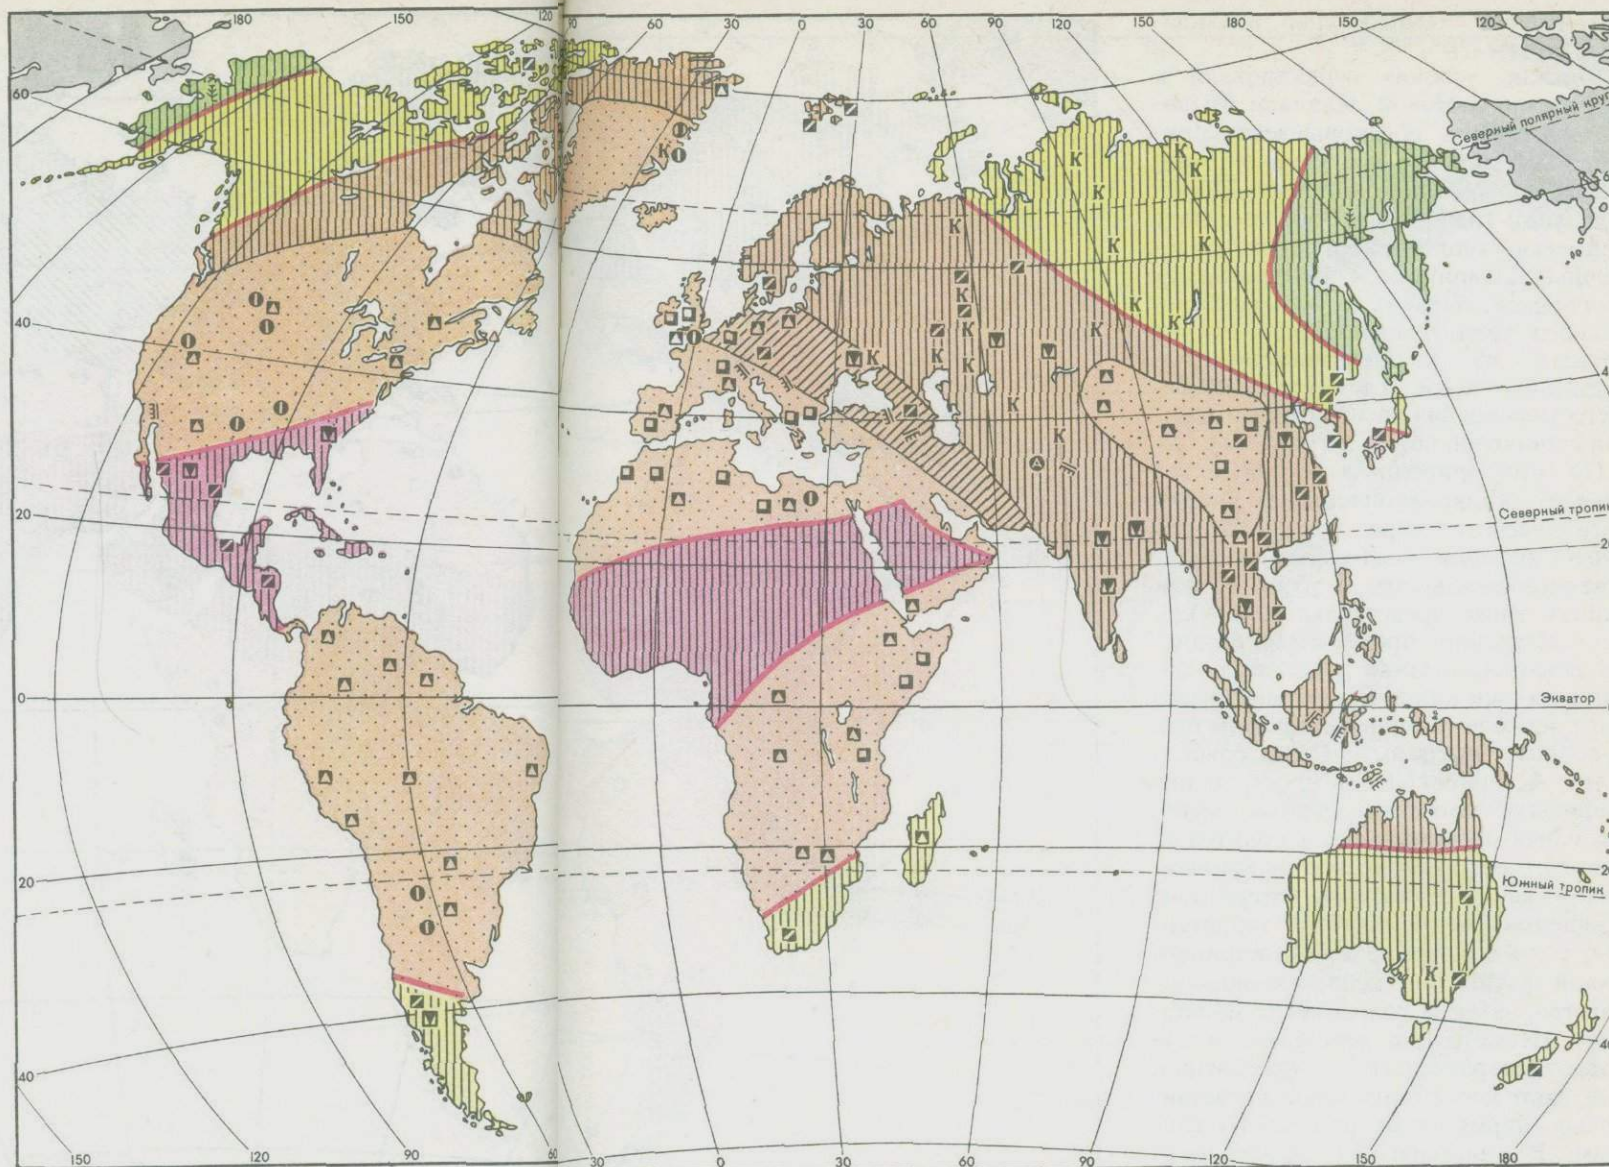 180 150 120 90 60 30 0 30 60 90 120 150 180 150 120
60
Северный полярный круг
К К К К К К К К К К К К К К К К К К К К К
40
20
Северный тропик
0
Экватор
20
Южный тропик
К
40
150 120 90 60 30 0 30 60 90 120 150 180